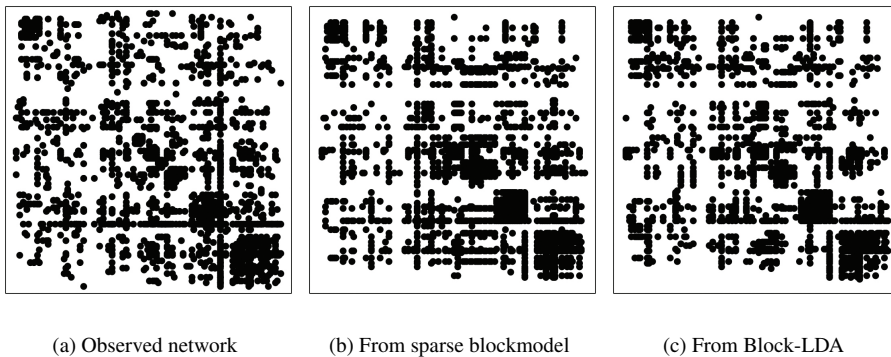 (a) Observed network
(b) From sparse blockmodel
(c) From Block-LDA